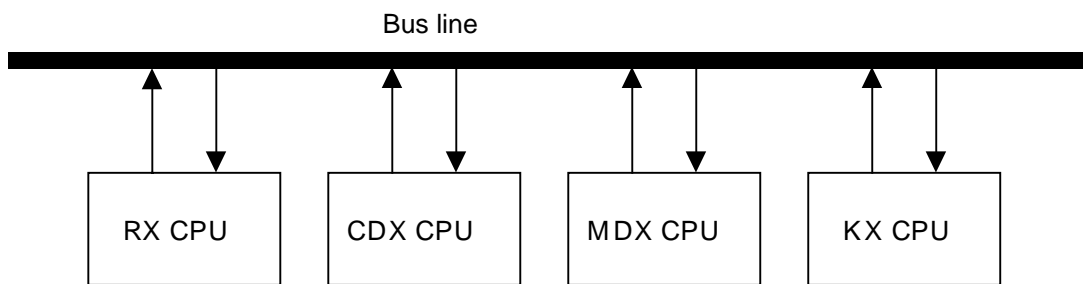 Bus line
RX CPU
CDX CPU
MDX CPU
KX CPU